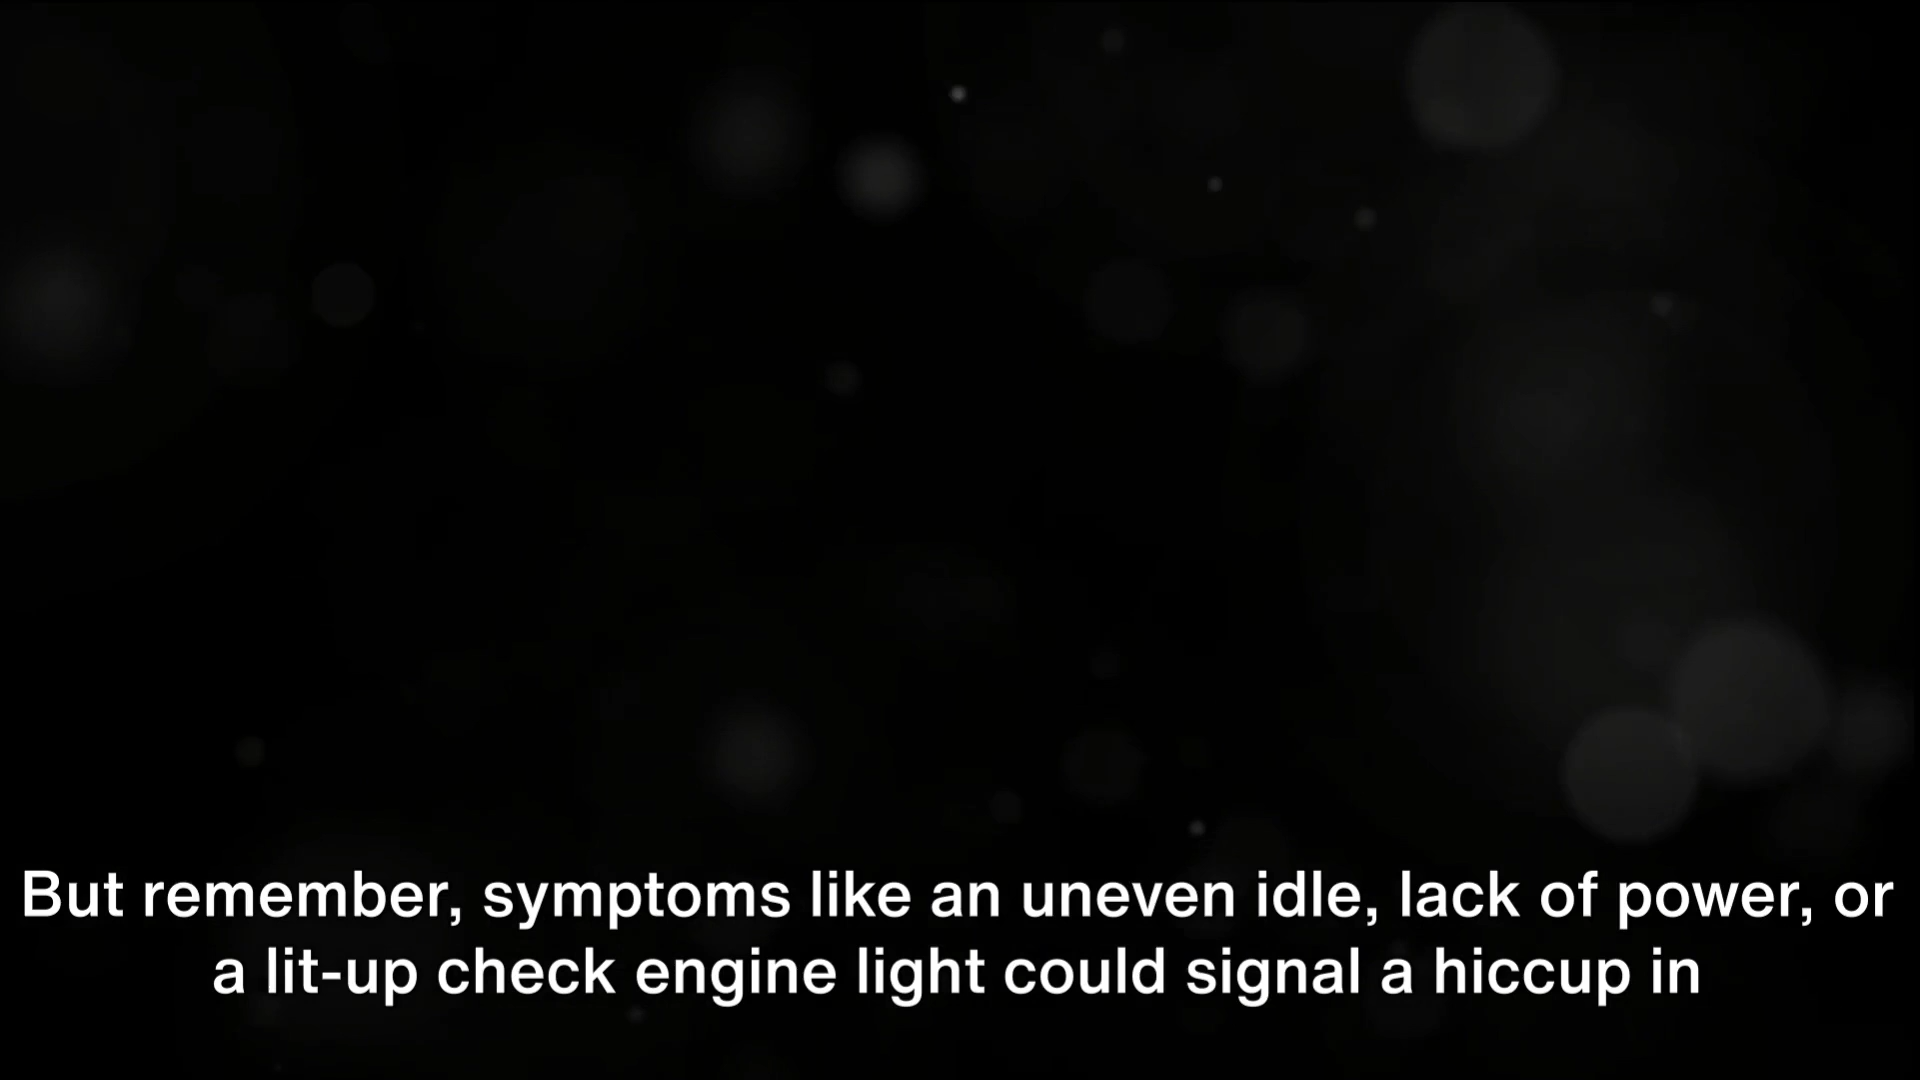 But remember, symptoms like an uneven idle, lack of power, or
a lit-up check engine light could signal a hiccup in